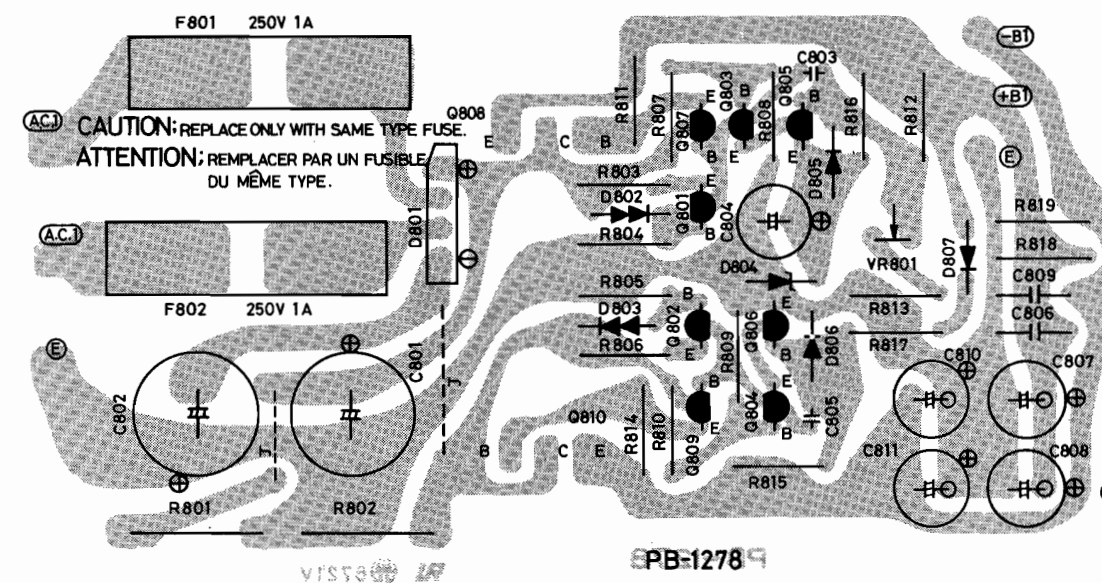 F801 250V 1A
-B1
C803
Q803
Q805
R811
R807
E
B
R808
B
R816
R812
+B1
A.C.1
Q808
Q807
CAUTION: REPLACE ONLY WITH SAME TYPE FUSE.
E C B
B
E
E
E
ATTENTION: REMPLACER PAR UN FUSIBLE
DU MÊME TYPE.
R803
E
D805
D802
Q801
C804
R819
A.C.1
D801
R804
B
R818
VR801
D807
D804
C809
R805
B
E
R813
C806
F802 250V 1A
D803
Q802
Q806
R817
R806
E
R809
B
D806
E
C801
C810
C807
J
B
E
C802
Q810
R814
R810
Q804
C805
J
B C E
Q809
E
B
C811
C808
R815
R801
R802
PB-1278